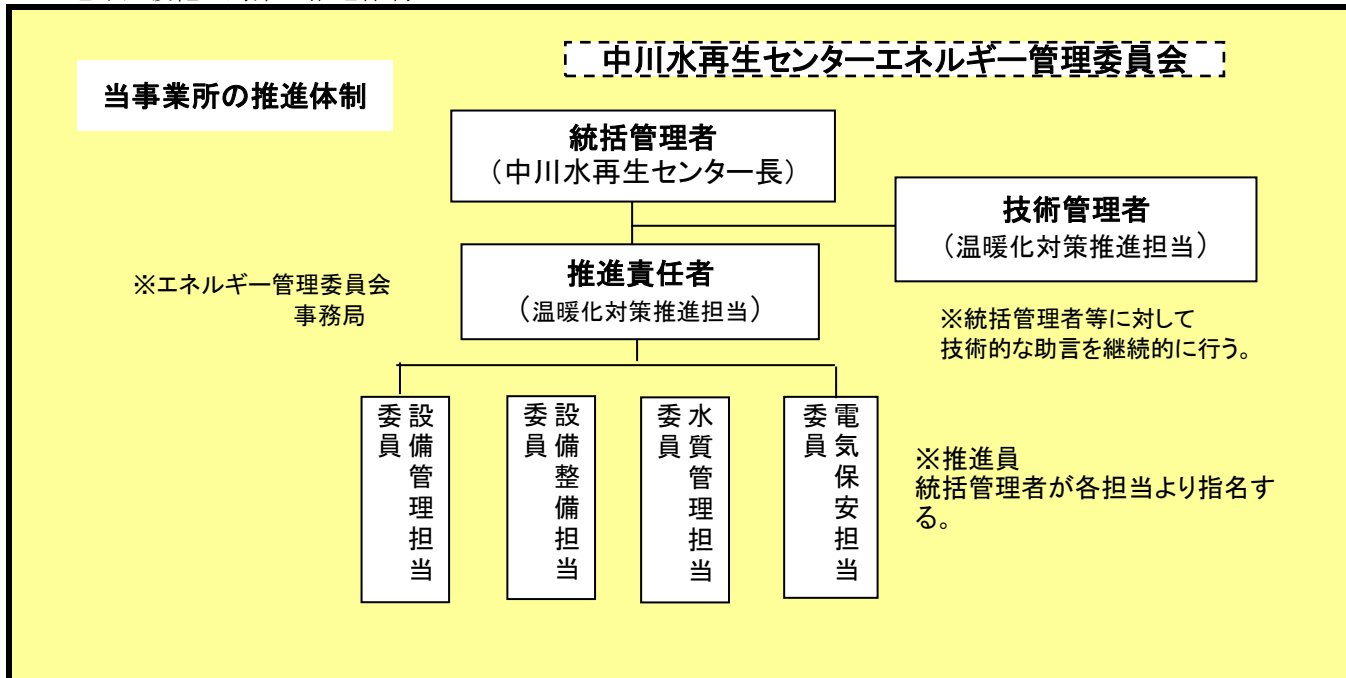 中川水再生センターエネルギー管理委員会
当事業所の推進体制
統括管理者
（中川水再生センター長）
技術管理者
（温暖化対策推進担当）
推進責任者
（温暖化対策推進担当）
※エネルギー管理委員会
事務局
※統括管理者等に対して
技術的な助言を継続的に行う。
設備管理担当
委員
設備整備担当
委員
水質管理担当
委員
電気保安担当
委員
※推進員
統括管理者が各担当より指名す
る。